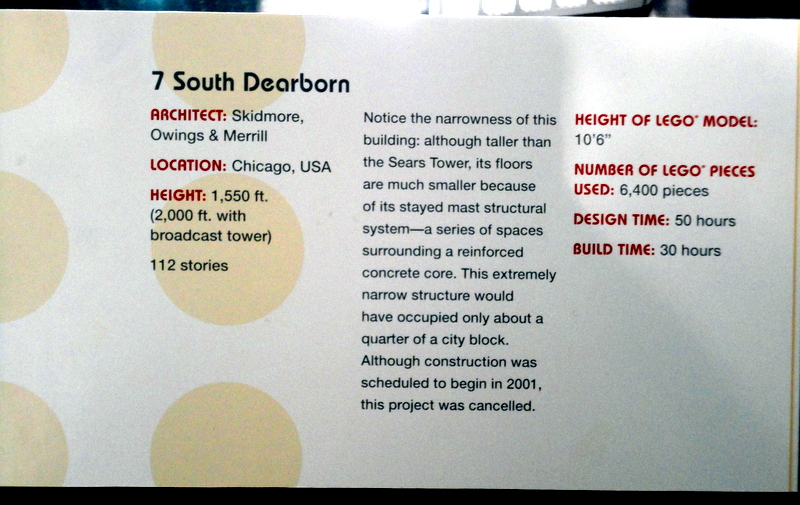 7 South Dearborn
ARCHITECT: Skidmore,
Owings & Merrill
LOCATION: Chicago, USA
HEIGHT: 1,550 ft.
(2,000 ft. with
broadcast tower)
112 stories
Notice the narrowness of this
building: although taller than
the Sears Tower, its floors
are much smaller because
of its stayed mast structural
system—a series of spaces
surrounding a reinforced
concrete core. This extremely
narrow structure would
have occupied only about a
quarter of a city block.
Although construction was
scheduled to begin in 2001,
this project was cancelled.
HEIGHT OF LEGO® MODEL:
10'6"
NUMBER OF LEGO® PIECES
USED: 6,400 pieces
DESIGN TIME: 50 hours
BUILD TIME: 30 hours